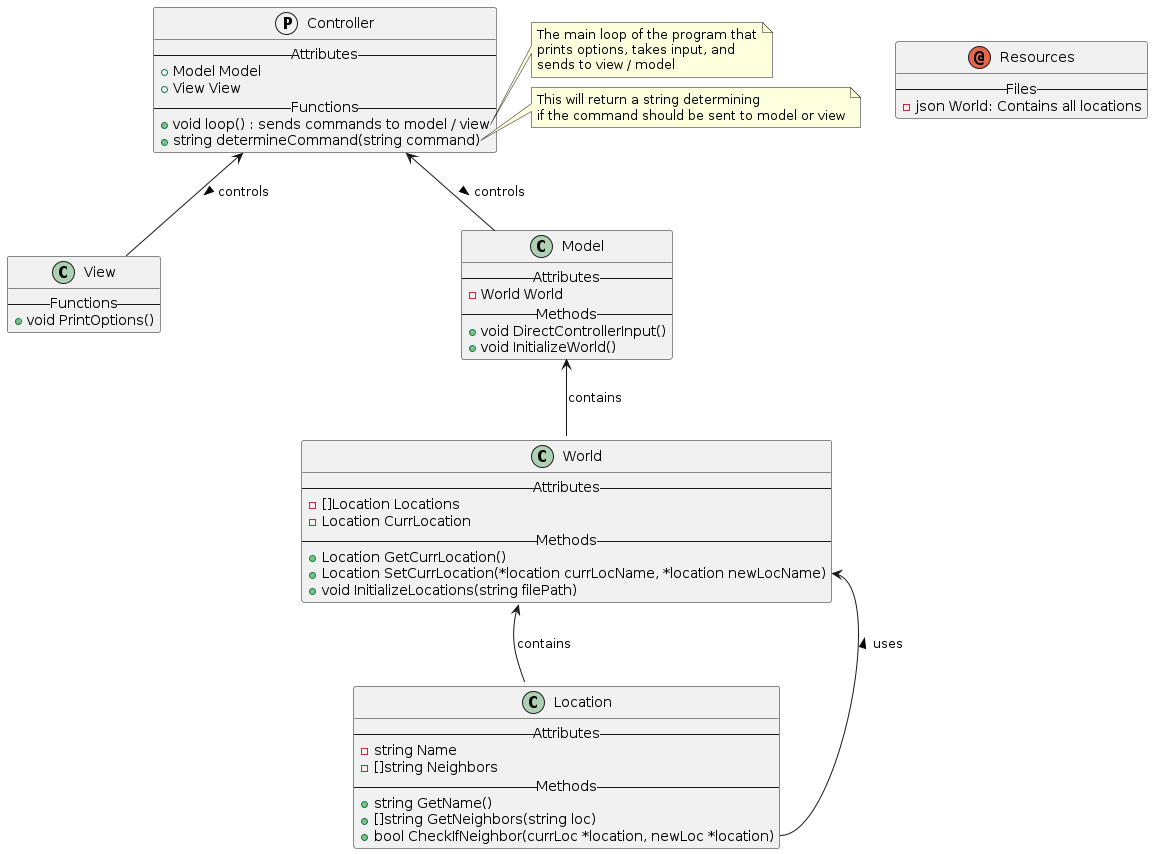 P Controller
Attributes
Model Model
View View
Functions
void loop() : sends commands to model / view
string determineCommand(string command)
The main loop of the program that
prints options, takes input, and
sends to view / model
This will return a string determining
if the command should be sent to model or view
@ Resources
Files
json World: Contains all locations
controls
controls
C View
Functions
void PrintOptions()
C Model
Attributes
World World
Methods
void DirectControllerInput()
void InitializeWorld()
contains
C World
Attributes
[]Location Locations
Location CurrLocation
Methods
Location GetCurrLocation()
Location SetCurrLocation(*location currLocName, *location newLocName)
void InitializeLocations(string filePath)
contains
uses
C Location
Attributes
string Name
[]string Neighbors
Methods
string GetName()
[]string GetNeighbors(string loc)
bool CheckIfNeighbor(currLoc *location, newLoc *location)